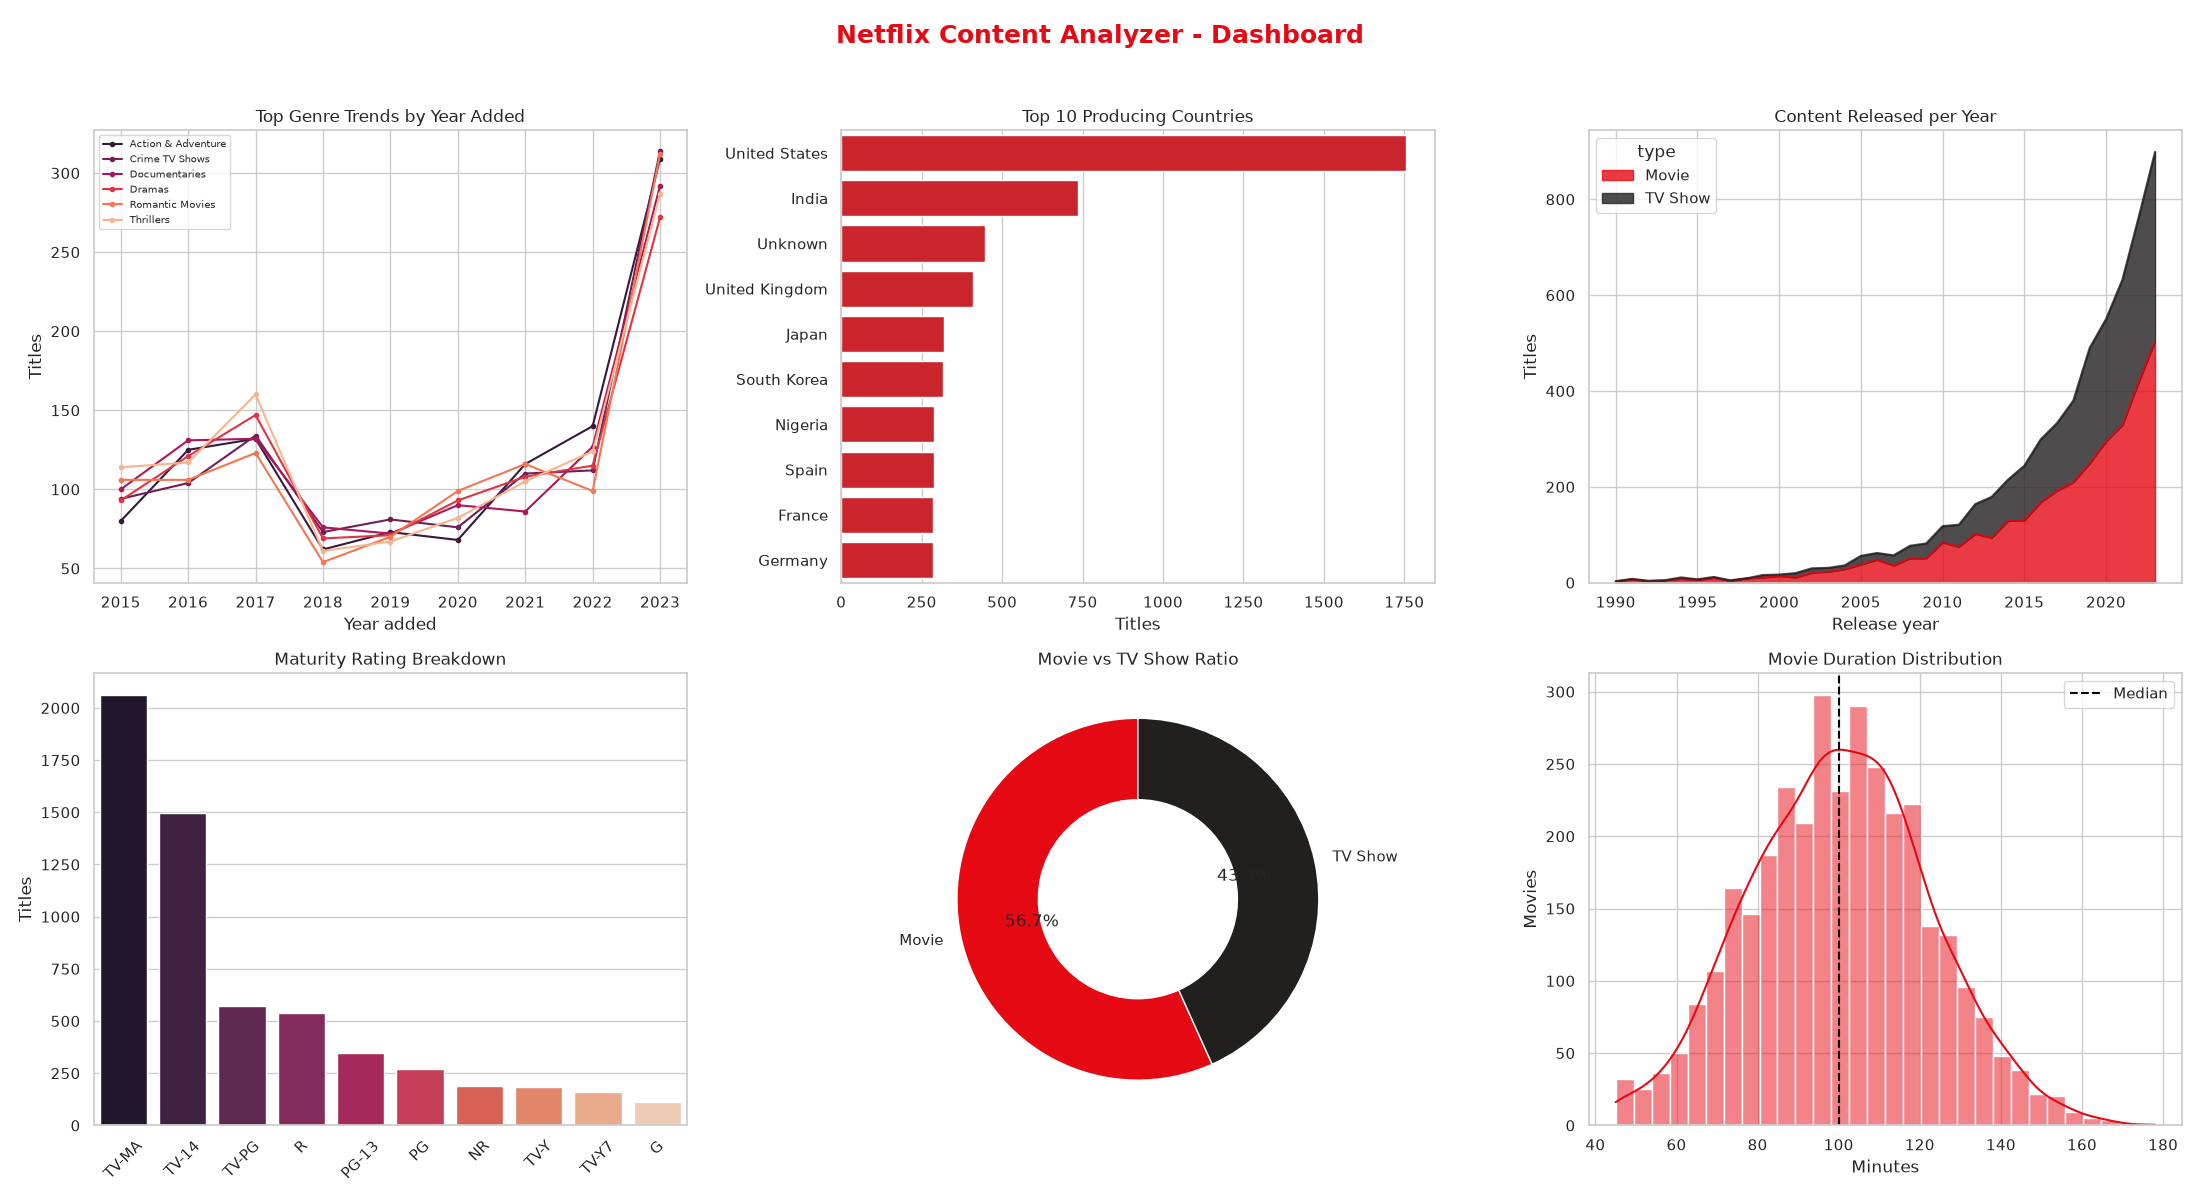 Netflix Content Analyzer - Dashboard
Top Genre Trends by Year Added
Action & Adventure
Crime TV Shows
Documentaries
Dramas
Romantic Movies
Thrillers
300
250
200
150
100
50
Titles
2015 2016 2017 2018 2019 2020 2021 2022 2023
Year added
Top 10 Producing Countries
United States
India
Unknown
United Kingdom
Japan
South Korea
Nigeria
Spain
France
Germany
0 250 500 750 1000 1250 1500 1750
Titles
Content Released per Year
type
Movie
TV Show
800
600
400
200
0
Titles
1990 1995 2000 2005 2010 2015 2020
Release year
Maturity Rating Breakdown
2000
1750
1500
1250
1000
750
500
250
0
Titles
TV-MA TV-14 TV-PG R PG-13 PG NR TV-Y TV-Y7 G
Movie vs TV Show Ratio
TV Show
56.7%
Movie
Movie Duration Distribution
Median
300
250
200
150
100
50
0
Movies
40 60 80 100 120 140 160 180
Minutes